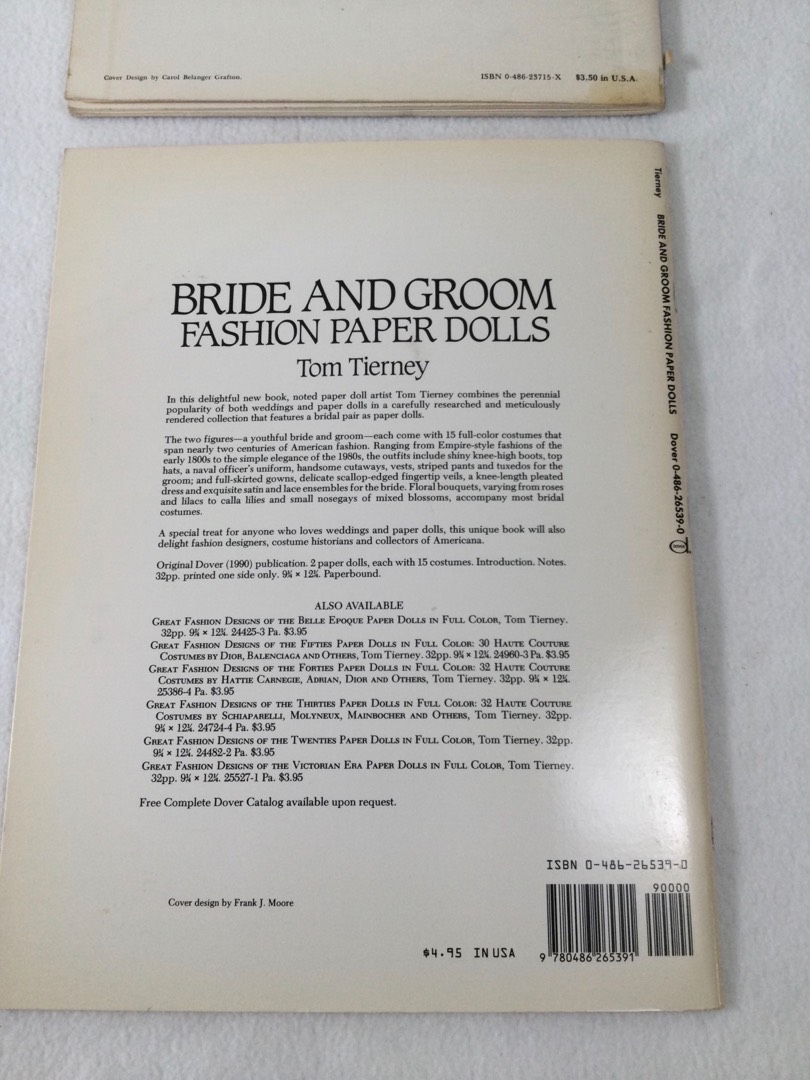 Cover Design by Carol Belanger Grafton.
ISBN 0-486-23715-X $3.50 in U.S.A.
BRIDE AND GROOM
FASHION PAPER DOLLS
Tom Tierney
In this delightful new book, noted paper doll artist Tom Tierney combines the perennial
popularity of both weddings and paper dolls in a carefully researched and meticulously
rendered collection that features a bridal pair as paper dolls.
The two figures—a youthful bride and groom—each come with 15 full-color costumes that
span nearly two centuries of American fashion. Ranging from Empire-style fashions of the
early 1800s to the simple elegance of the 1980s, the outfits include shiny knee-high boots, top
hats, a naval officer's uniform, handsome cutaways, vests, striped pants and tuxedos for the
groom; and full-skirted gowns, delicate scallop-edged fingertip veils, a knee-length pleated
dress and exquisite satin and lace ensembles for the bride. Floral bouquets, varying from roses
and lilacs to calla lilies and small nosegays of mixed blossoms, accompany most bridal
costumes.
A special treat for anyone who loves weddings and paper dolls, this unique book will also
delight fashion designers, costume historians and collectors of Americana.
Original Dover (1990) publication. 2 paper dolls, each with 15 costumes. Introduction. Notes.
32pp. printed one side only. 9¼ × 12¼. Paperbound.
ALSO AVAILABLE
GREAT FASHION DESIGNS OF THE BELLE EPOQUE PAPER DOLLS IN FULL COLOR, Tom Tierney.
32pp. 9¼ × 12¼. 24425-3 Pa. $3.95
GREAT FASHION DESIGNS OF THE FIFTIES PAPER DOLLS IN FULL COLOR: 30 HAUTE COUTURE
COSTUMES BY DIOR, BALENCIAGA AND OTHERS, Tom Tierney. 32pp. 9¼ × 12¼. 24960-3 Pa. $3.95
GREAT FASHION DESIGNS OF THE FORTIES PAPER DOLLS IN FULL COLOR: 32 HAUTE COUTURE
COSTUMES BY HATTIE CARNEGIE, ADRIAN, DIOR AND OTHERS, Tom Tierney. 32pp. 9¼ × 12¼.
25386-4 Pa. $3.95
GREAT FASHION DESIGNS OF THE THIRTIES PAPER DOLLS IN FULL COLOR: 32 HAUTE COUTURE
COSTUMES BY SCHIAPARELLI, MOLYNEUX, MAINBOCHER AND OTHERS, Tom Tierney. 32pp.
9¼ × 12¼. 24724-4 Pa. $3.95
GREAT FASHION DESIGNS OF THE TWENTIES PAPER DOLLS IN FULL COLOR, Tom Tierney. 32pp.
9¼ × 12¼. 24482-2 Pa. $3.95
GREAT FASHION DESIGNS OF THE VICTORIAN ERA PAPER DOLLS IN FULL COLOR, Tom Tierney.
32pp. 9¼ × 12¼. 25527-1 Pa. $3.95
Free Complete Dover Catalog available upon request.
Cover design by Frank J. Moore
ISBN 0-486-26539-0
90000
$4.95 IN USA
9 780486 265391
Tierney BRIDE AND GROOM FASHION PAPER DOLLS Dover 0-486-26539-0